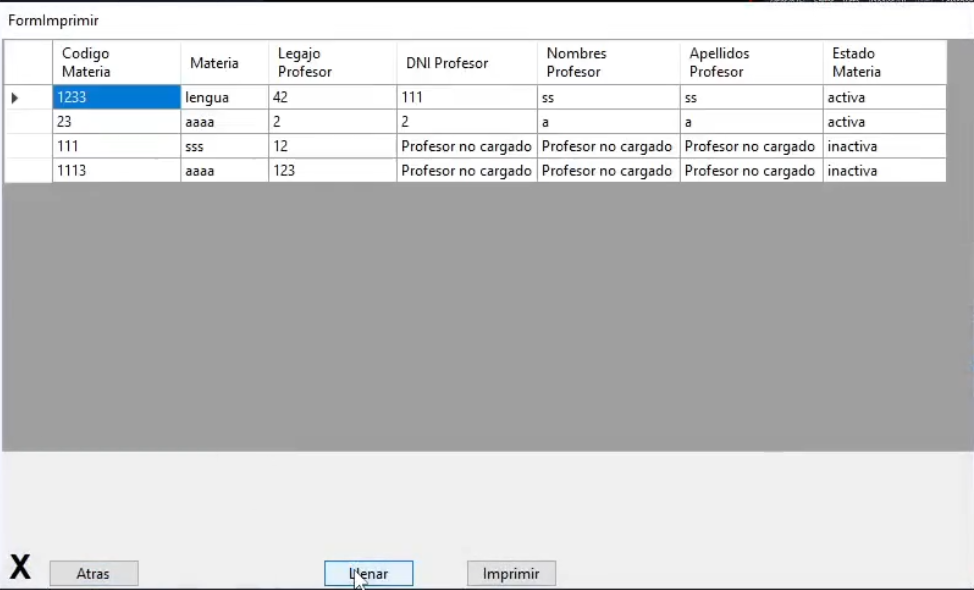 FormImprimir
Codigo Materia Materia Legajo Profesor DNI Profesor Nombres Profesor Apellidos Profesor Estado Materia
1233 lengua 42 111 ss ss activa
23 aaaa 2 2 a a activa
111 sss 12 Profesor no cargado Profesor no cargado Profesor no cargado inactiva
1113 aaaa 123 Profesor no cargado Profesor no cargado Profesor no cargado inactiva
X Atras Llenar Imprimir